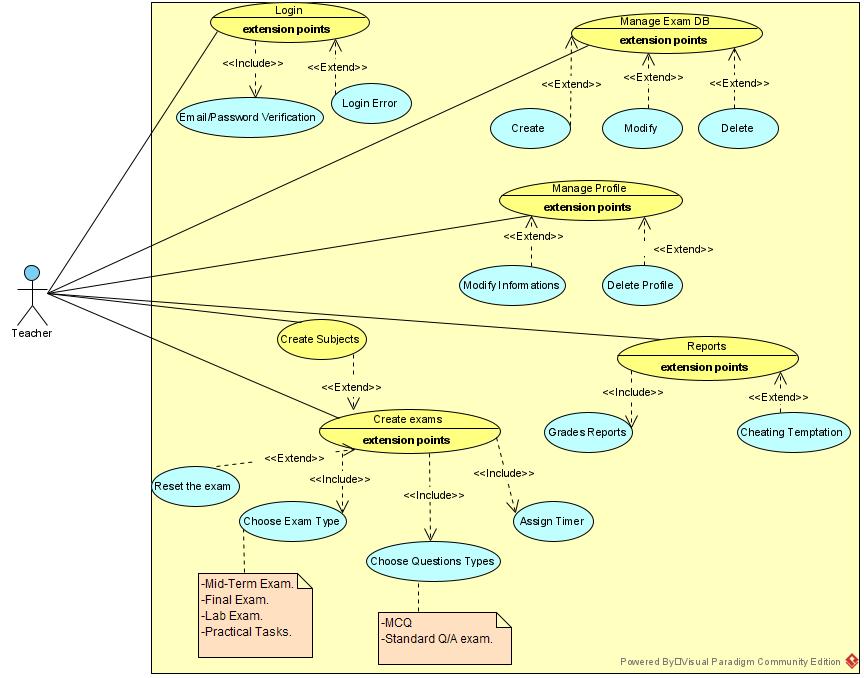 Login
extension points
<<Include>>
<<Extend>>
Email/Password Verification
Login Error
Manage Exam DB
extension points
<<Extend>>
<<Extend>>
<<Extend>>
Create
Modify
Delete
Manage Profile
extension points
<<Extend>>
<<Extend>>
Modify Informations
Delete Profile
Teacher
Create Subjects
<<Extend>>
Reports
extension points
<<Include>>
<<Extend>>
Grades Reports
Cheating Temptation
Create exams
extension points
<<Extend>>
<<Include>>
<<Include>>
<<Include>>
Reset the exam
Choose Exam Type
Assign Timer
Choose Questions Types
-Mid-Term Exam.
-Final Exam.
-Lab Exam.
-Practical Tasks.
-MCQ
-Standard Q/A exam.
Powered By Visual Paradigm Community Edition